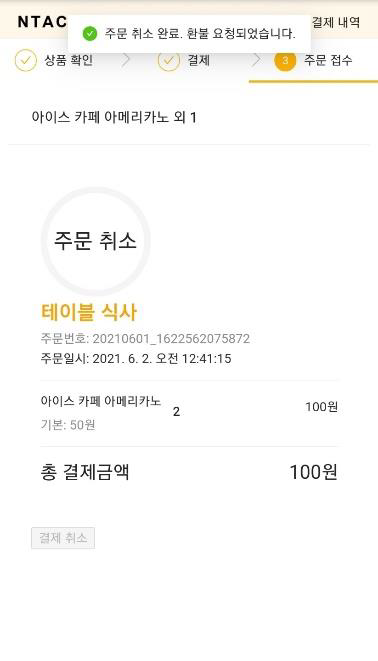 NTAC
주문 취소 완료. 환불 요청되었습니다.
결제 내역
상품 확인
결제
3 주문 접수
아이스 카페 아메리카노 외 1
주문 취소
테이블 식사
주문번호: 20210601_1622562075872
주문일시: 2021. 6. 2. 오전 12:41:15
아이스 카페 아메리카노 2 100원
기본: 50원
총 결제금액 100원
결제 취소